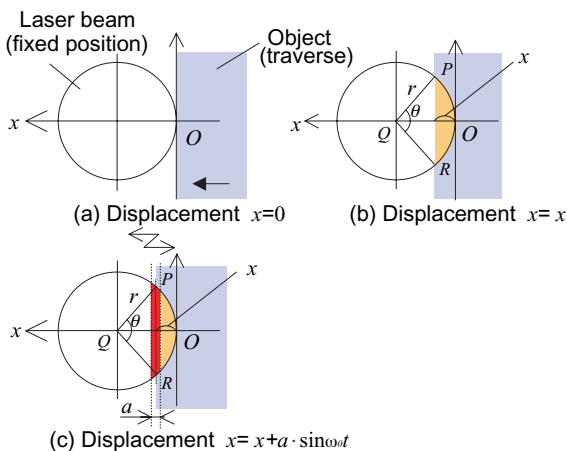 Laser beam
(fixed position)
Object
(traverse)
x
O
(a) Displacement x=0
P
x
r
θ
x
Q
O
R
(b) Displacement x= x
P
x
r
θ
x
Q
O
R
a
(c) Displacement x= x+a·sinω₀t